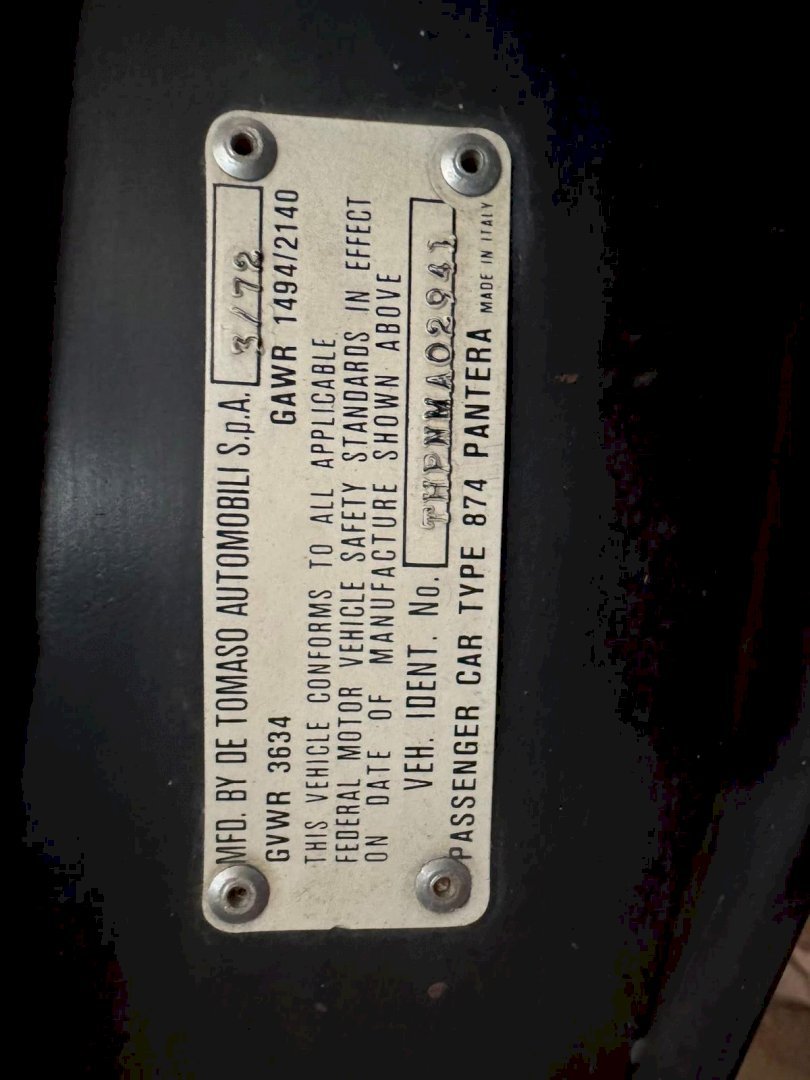 MFD. BY DE TOMASO AUTOMOBILI S.p.A. 3/72
GVWR 3634 GAWR 1494/2140
THIS VEHICLE CONFORMS TO ALL APPLICABLE
FEDERAL MOTOR VEHICLE SAFETY STANDARDS IN EFFECT
ON DATE OF MANUFACTURE SHOWN ABOVE
VEH. IDENT. No. THPNMA02941
PASSENGER CAR TYPE 874 PANTERA MADE IN ITALY